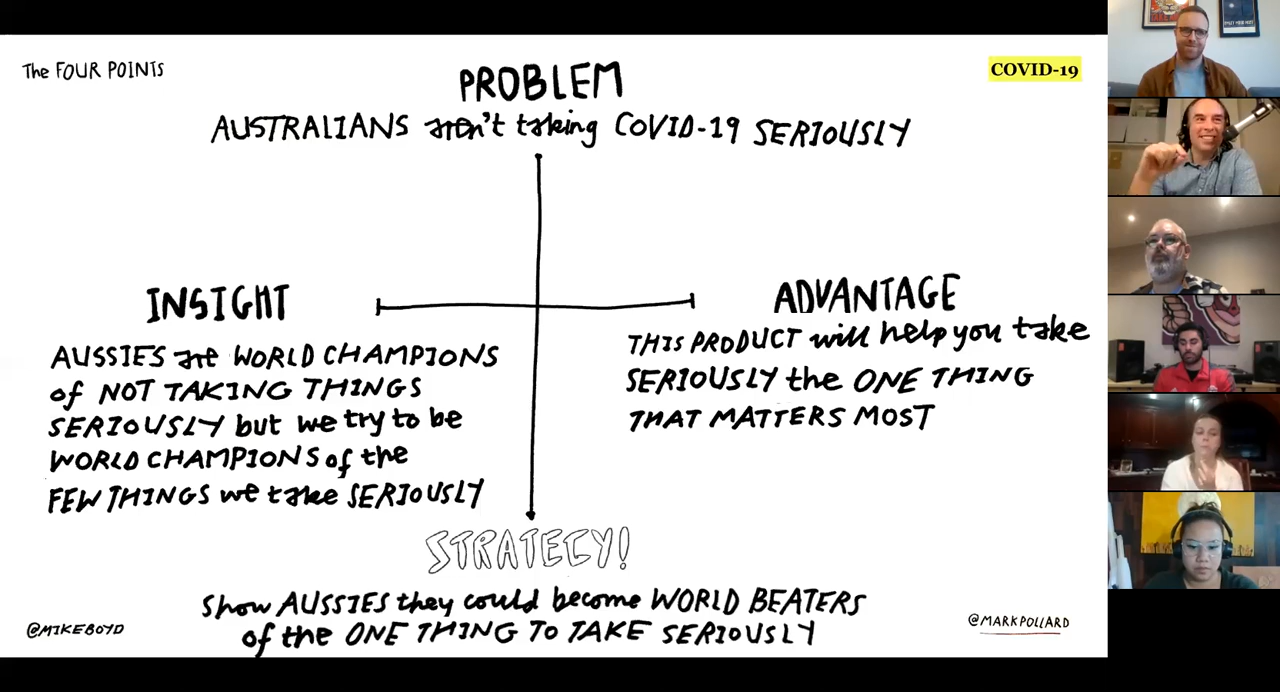 The FOUR POINTS
COVID-19
PROBLEM
AUSTRALIANS aren't taking COVID-19 SERIOUSLY
INSIGHT
AUSSIES are WORLD CHAMPIONS
of NOT TAKING THINGS
SERIOUSLY but we try to be
WORLD CHAMPIONS of the
FEW THINGS we take SERIOUSLY
ADVANTAGE
THIS PRODUCT will help you take
SERIOUSLY the ONE THING
THAT MATTERS MOST
STRATEGY!
Show AUSSIES they could become WORLD BEATERS
of the ONE THING TO TAKE SERIOUSLY
@MIKEBOYD
@MARKPOLLARD